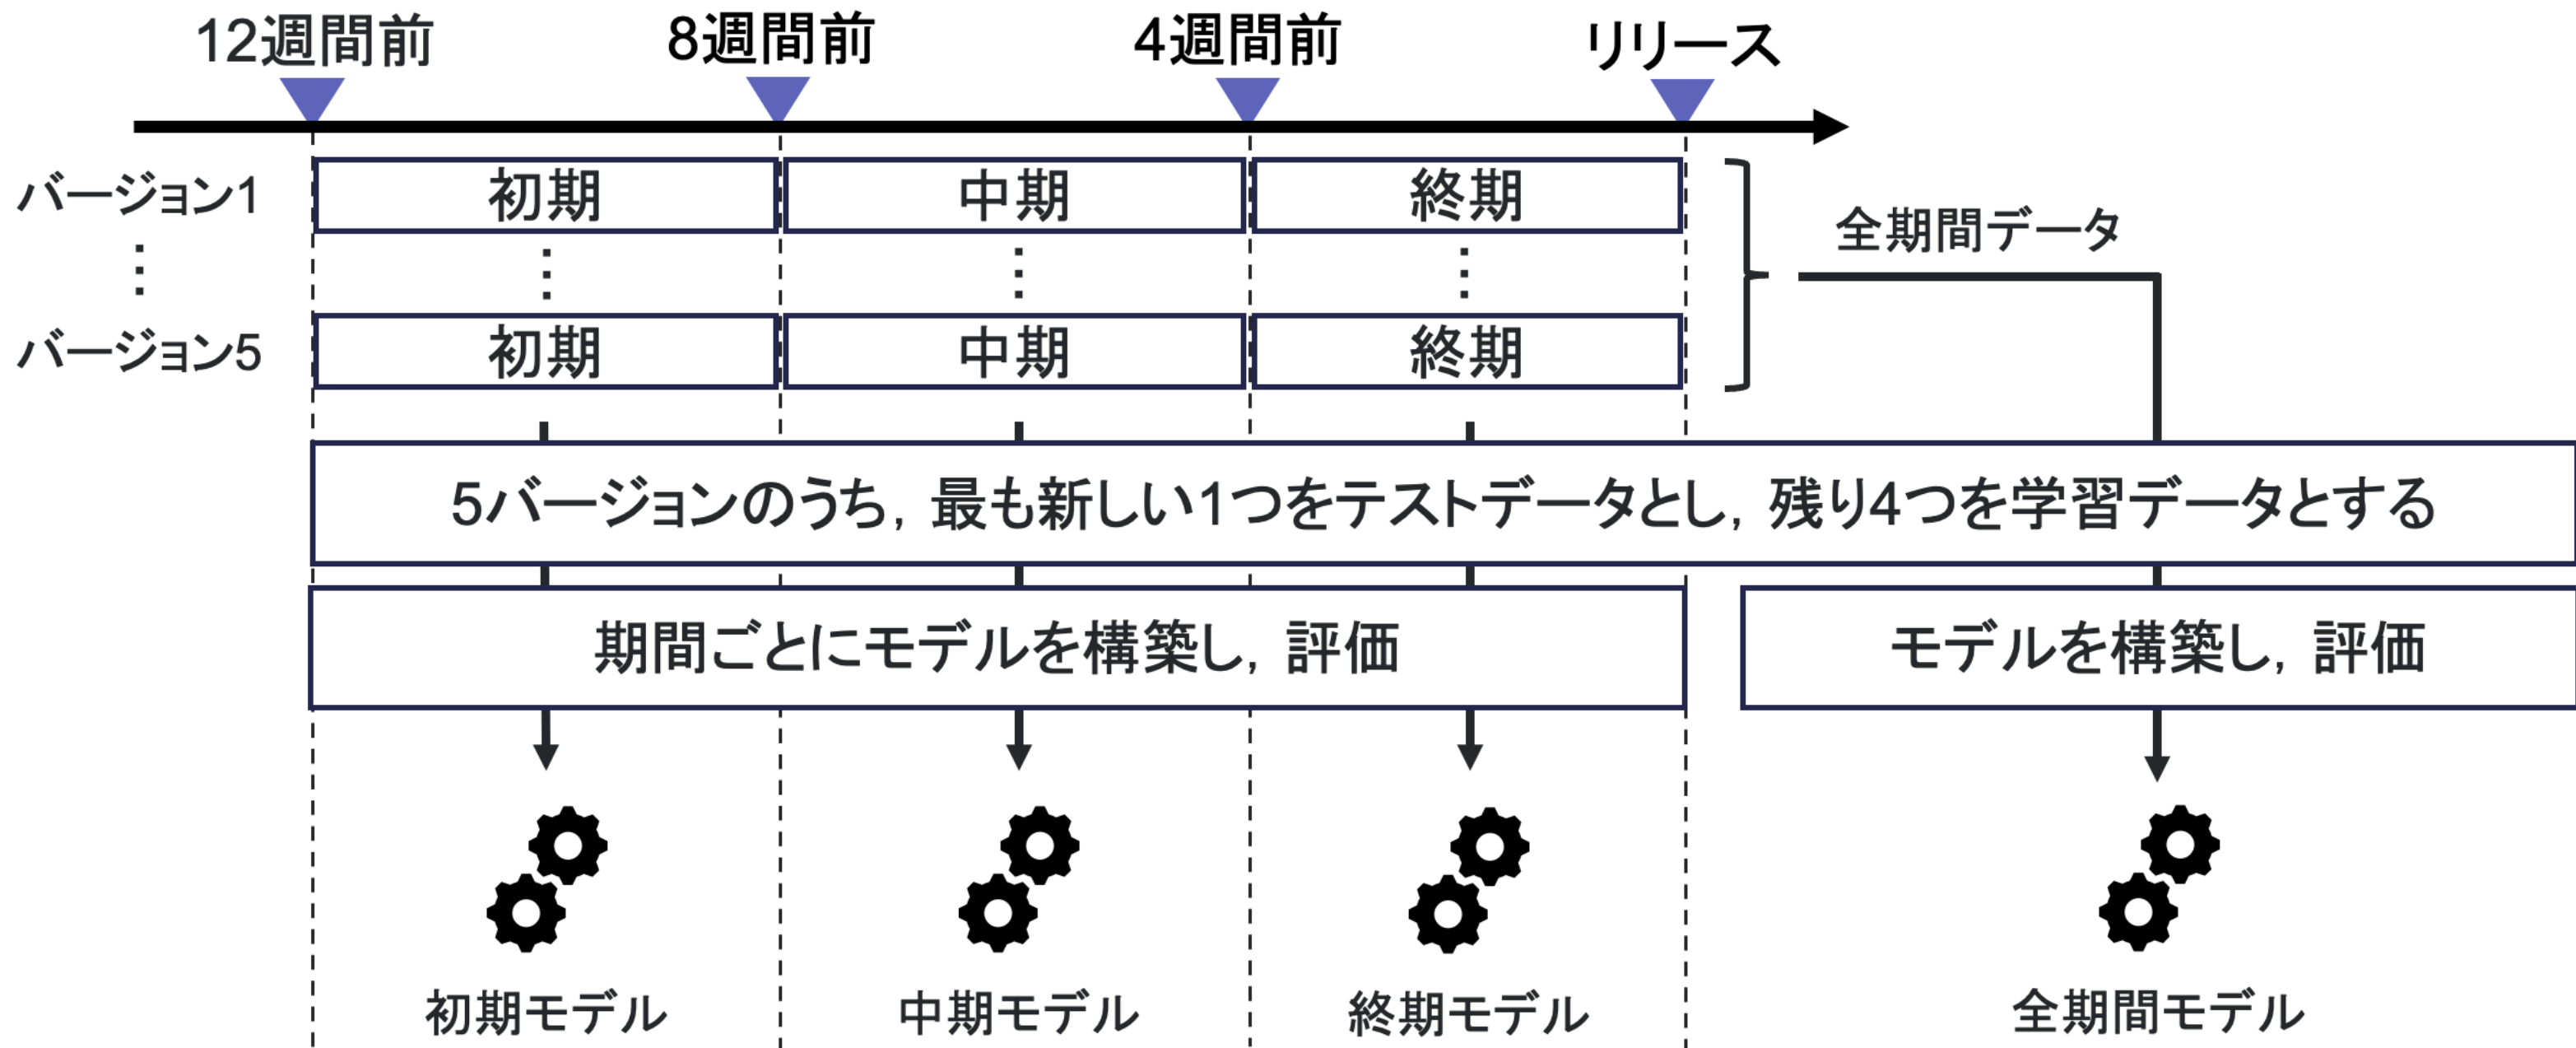 12週間前
8週間前
4週間前
リリース
バージョン1
初期
中期
終期
全期間データ
バージョン5
初期
中期
終期
5バージョンのうち, 最も新しい1つをテストデータとし, 残り4つを学習データとする
期間ごとにモデルを構築し, 評価
モデルを構築し, 評価
初期モデル
中期モデル
終期モデル
全期間モデル